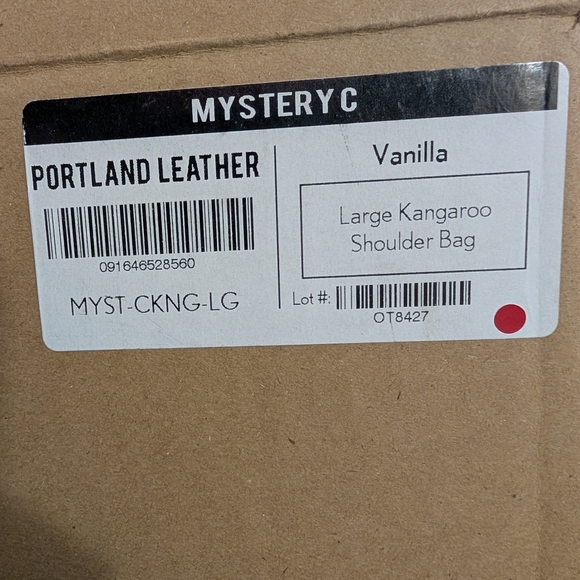 MYSTERY C
PORTLAND LEATHER
091646528560
MYST-CKNG-LG
Vanilla
Large Kangaroo
Shoulder Bag
Lot #:
OT8427